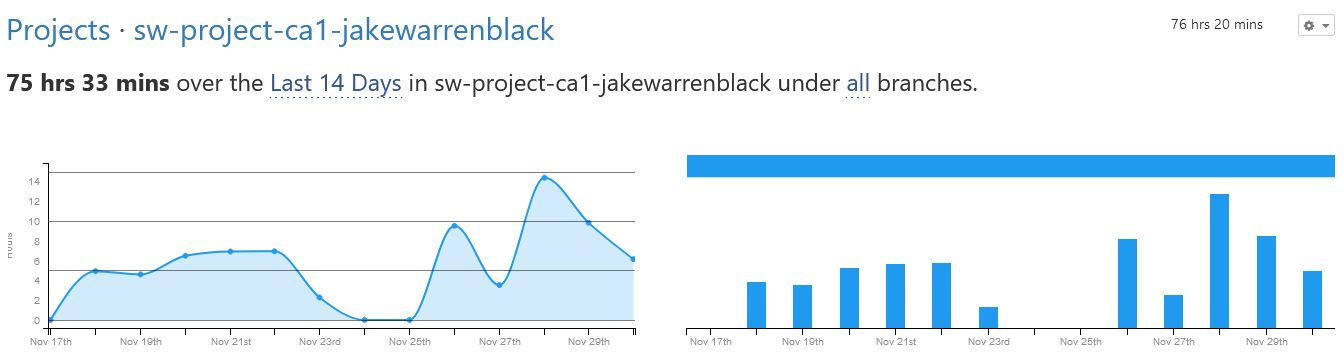 Projects · sw-project-ca1-jakewarrenblack
76 hrs 20 mins
75 hrs 33 mins over the Last 14 Days in sw-project-ca1-jakewarrenblack under all branches.
14
12
10
8
6
4
2
0
Nov 17th Nov 19th Nov 21st Nov 23rd Nov 25th Nov 27th Nov 29th
Nov 17th Nov 19th Nov 21st Nov 23rd Nov 25th Nov 27th Nov 29th